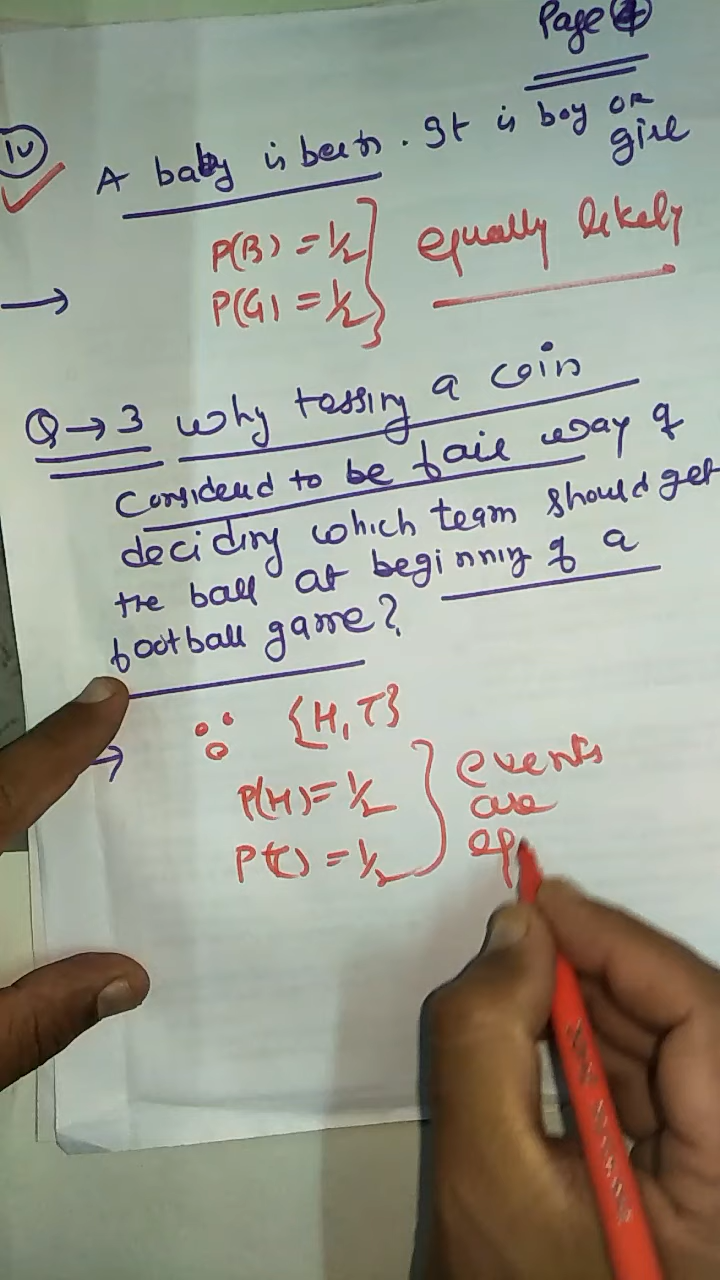 Page 4
iv
A baby is born. It is boy or
girl
P(B) = 1/2
P(G) = 1/2
equally likely
Q → 3 Why tossing a coin
Considered to be fair way of
deciding which team should get
the ball at beginning of a
football game?
→ ∵ {H, T}
P(H) = 1/2
P(T) = 1/2
events
are
eq